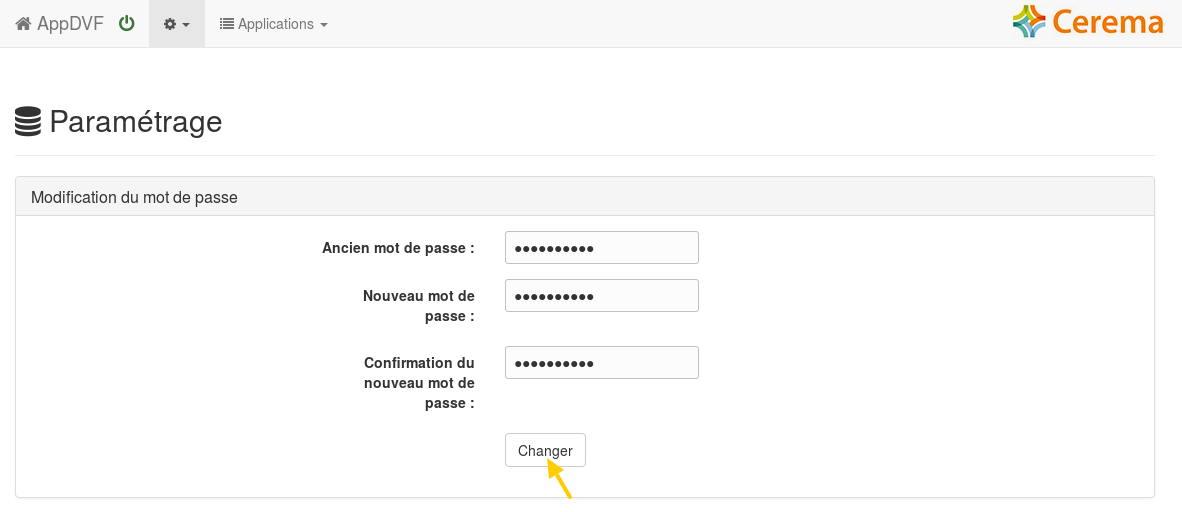 AppDVF
Applications
Cerema
Paramétrage
Modification du mot de passe
Ancien mot de passe :
••••••••••
Nouveau mot de
passe :
••••••••••
Confirmation du
nouveau mot de
passe :
••••••••••
Changer